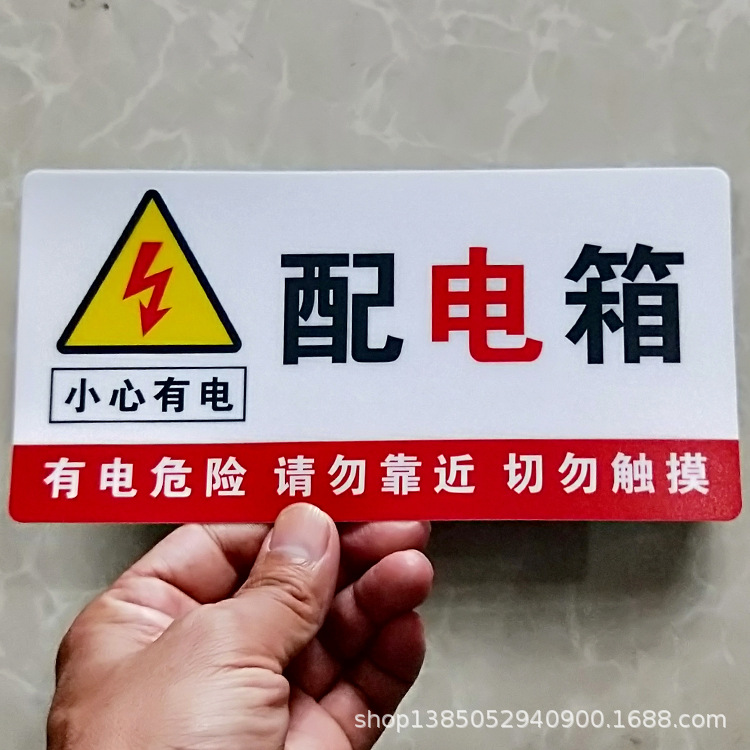 配电箱
小心有电
有电危险 请勿靠近 切勿触摸
shop1385052940900.1688.com